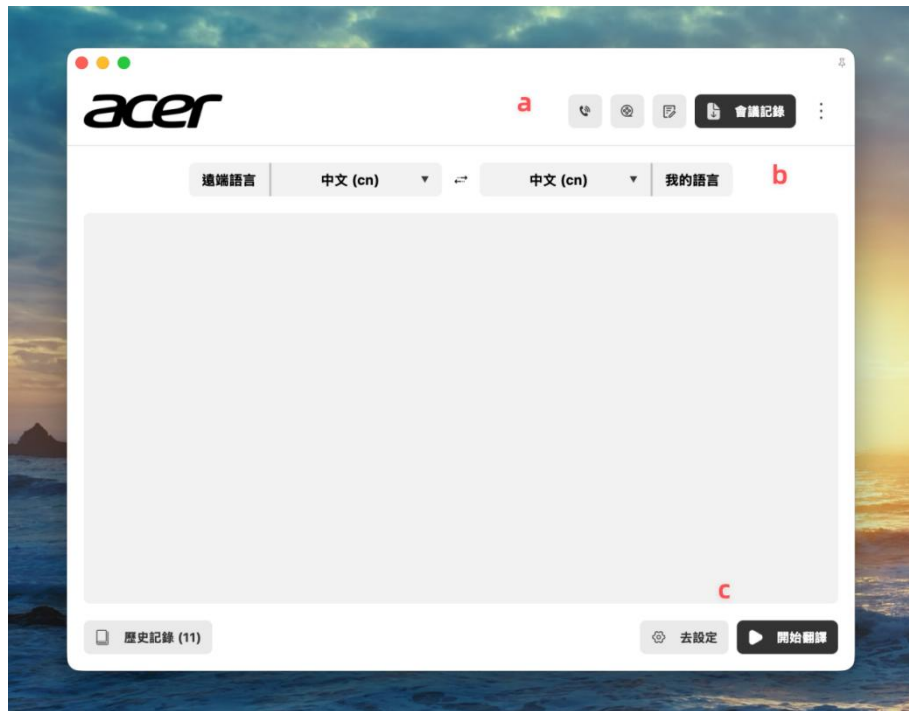 acer
a
會議記錄
遠端語言 中文 (cn) 中文 (cn) 我的語言
b
c
歷史記錄 (11)
去設定
開始翻譯